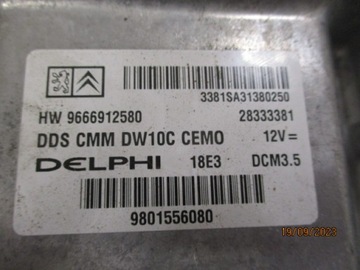 3381SA31380250
HW 9666912580 28333381
DDS CMM DW10C CEMO 12V=
DELPHI 18E3 DCM3.5
9801556080
19/09/2023